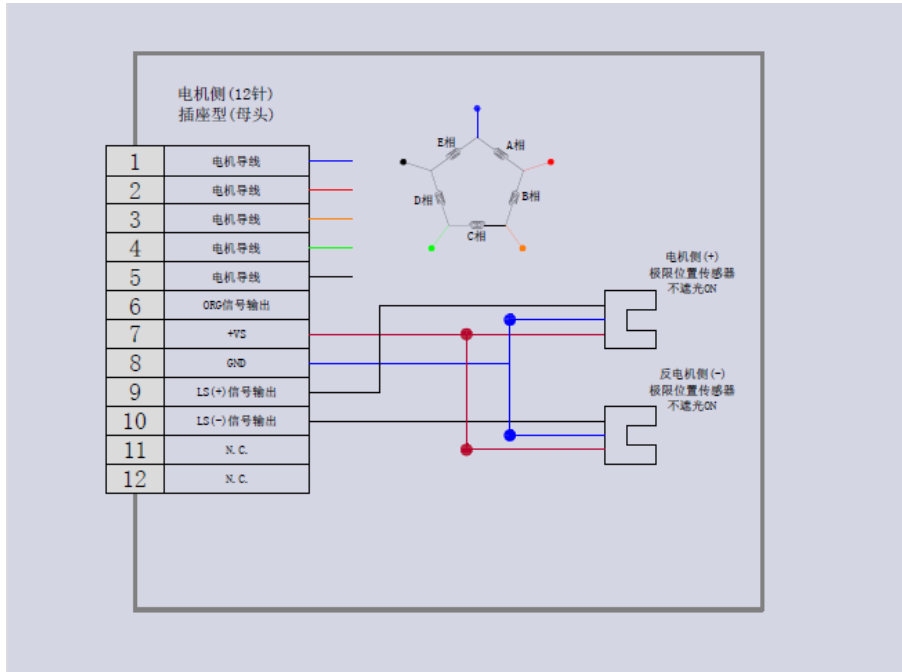 电机侧(12针)
插座型(母头)
1 电机导线
2 电机导线
3 电机导线
4 电机导线
5 电机导线
6 ORG信号输出
7 +VS
8 GND
9 LS(+)信号输出
10 LS(-)信号输出
11 N.C.
12 N.C.
E相
A相
D相
B相
C相
电机侧(+)
极限位置传感器
不遮光ON
反电机侧(-)
极限位置传感器
不遮光ON